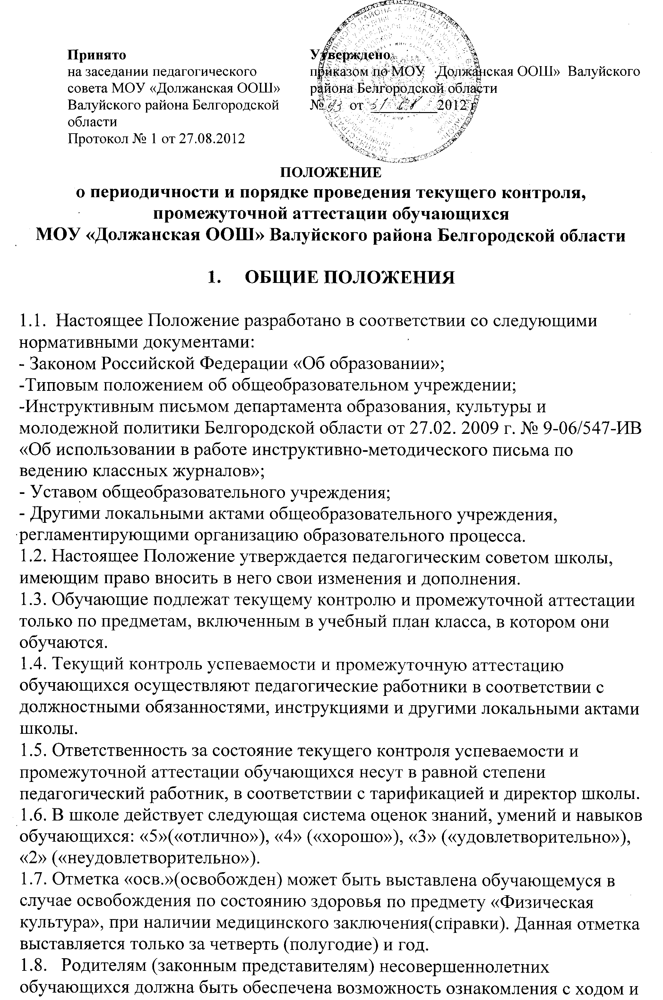 Принято
на заседании педагогического
совета МОУ «Должанская ООШ»
Валуйского района Белгородской
области
Протокол № 1 от 27.08.2012
Утверждено
приказом по МОУ Должанская ООШ» Валуйского
района Белгородской области
№ 93 от 31 08 2012 г
ПОЛОЖЕНИЕ
о периодичности и порядке проведения текущего контроля,
промежуточной аттестации обучающихся
МОУ «Должанская ООШ» Валуйского района Белгородской области
1. ОБЩИЕ ПОЛОЖЕНИЯ
1.1. Настоящее Положение разработано в соответствии со следующими
нормативными документами:
- Законом Российской Федерации «Об образовании»;
-Типовым положением об общеобразовательном учреждении;
-Инструктивным письмом департамента образования, культуры и
молодежной политики Белгородской области от 27.02. 2009 г. № 9-06/547-ИВ
«Об использовании в работе инструктивно-методического письма по
ведению классных журналов»;
- Уставом общеобразовательного учреждения;
- Другими локальными актами общеобразовательного учреждения,
регламентирующими организацию образовательного процесса.
1.2. Настоящее Положение утверждается педагогическим советом школы,
имеющим право вносить в него свои изменения и дополнения.
1.3. Обучающие подлежат текущему контролю и промежуточной аттестации
только по предметам, включенным в учебный план класса, в котором они
обучаются.
1.4. Текущий контроль успеваемости и промежуточную аттестацию
обучающихся осуществляют педагогические работники в соответствии с
должностными обязанностями, инструкциями и другими локальными актами
школы.
1.5. Ответственность за состояние текущего контроля успеваемости и
промежуточной аттестации обучающихся несут в равной степени
педагогический работник, в соответствии с тарификацией и директор школы.
1.6. В школе действует следующая система оценок знаний, умений и навыков
обучающихся: «5»(«отлично»), «4» («хорошо»), «3» («удовлетворительно»),
«2» («неудовлетворительно»).
1.7. Отметка «осв.»(освобожден) может быть выставлена обучающемуся в
случае освобождения по состоянию здоровья по предмету «Физическая
культура», при наличии медицинского заключения(справки). Данная отметка
выставляется только за четверть (полугодие) и год.
1.8. Родителям (законным представителям) несовершеннолетних
обучающихся должна быть обеспечена возможность ознакомления с ходом и